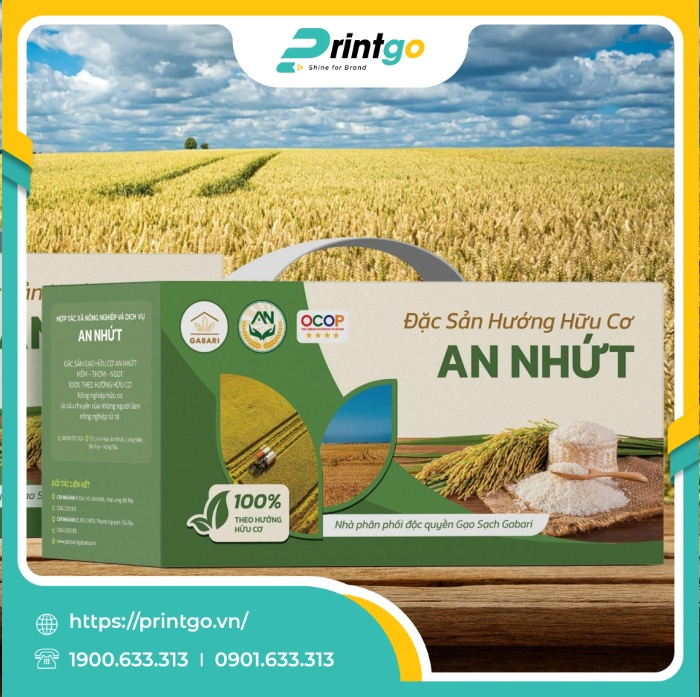 Printgo
Shine for Brand
HỢP TÁC XÃ NÔNG NGHIỆP VÀ DỊCH VỤ
AN NHỨT
ĐẶC SẢN GẠO HỮU CƠ AN NHỨT
MỀM - THƠM - NGỌT
100% THEO HƯỚNG HỮU CƠ
Nông nghiệp hữu cơ
là câu chuyện của những người làm
nông nghiệp tử tế
ĐỐI TÁC LIÊN KẾT
GABARI
AN
OCOP
Đặc Sản Hướng Hữu Cơ
AN NHỨT
100%
THEO HƯỚNG
HỮU CƠ
Nhà phân phối độc quyền Gạo Sạch Gabari
https://printgo.vn/
1900.633.313 I 0901.633.313